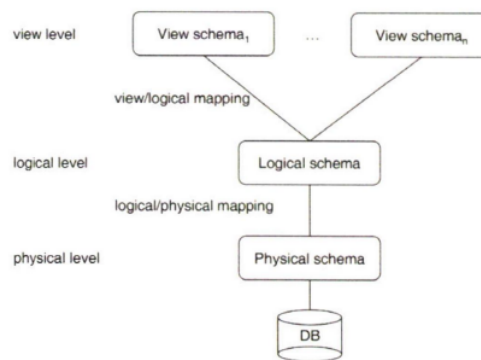 view level
View schema₁
...
View schemaₙ
view/logical mapping
logical level
Logical schema
logical/physical mapping
physical level
Physical schema
DB